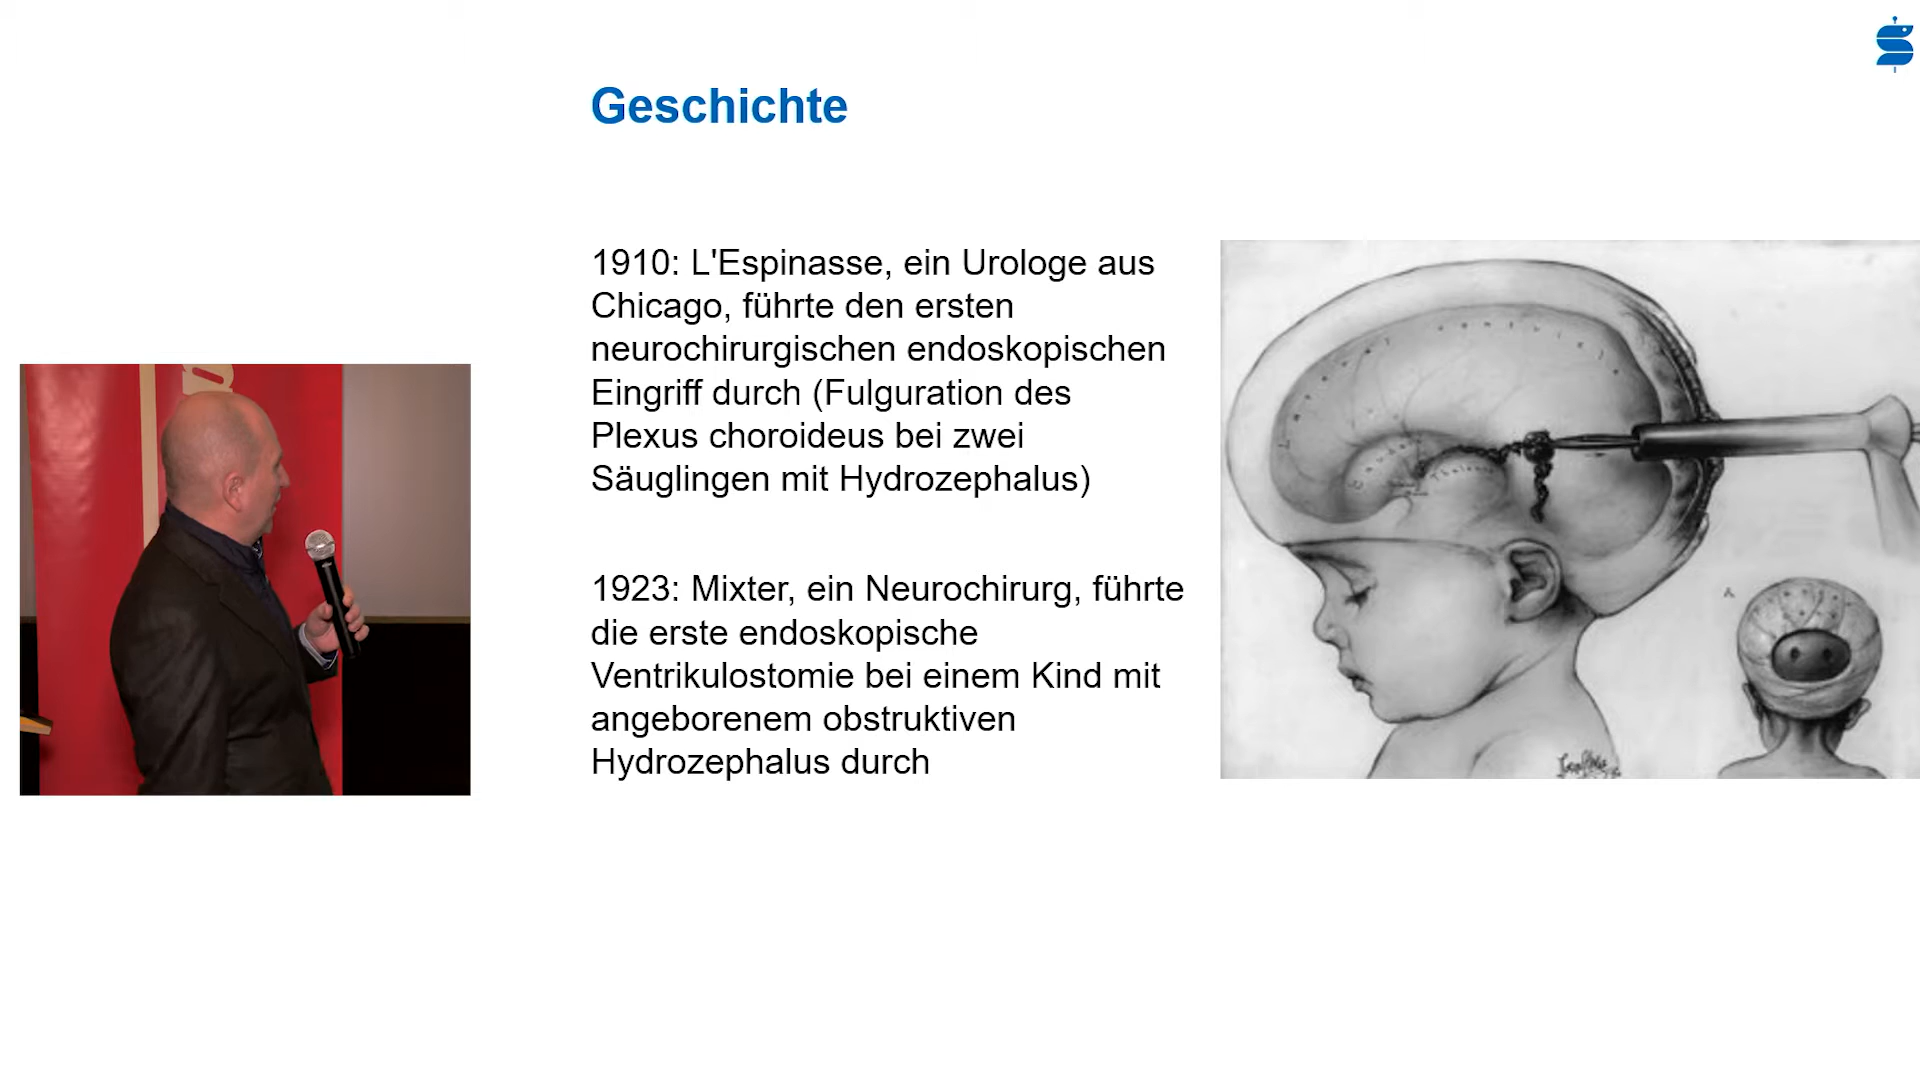 Geschichte
1910: L'Espinasse, ein Urologe aus
Chicago, führte den ersten
neurochirurgischen endoskopischen
Eingriff durch (Fulguration des
Plexus choroideus bei zwei
Säuglingen mit Hydrozephalus)
1923: Mixter, ein Neurochirurg, führte
die erste endoskopische
Ventrikulostomie bei einem Kind mit
angeborenem obstruktiven
Hydrozephalus durch